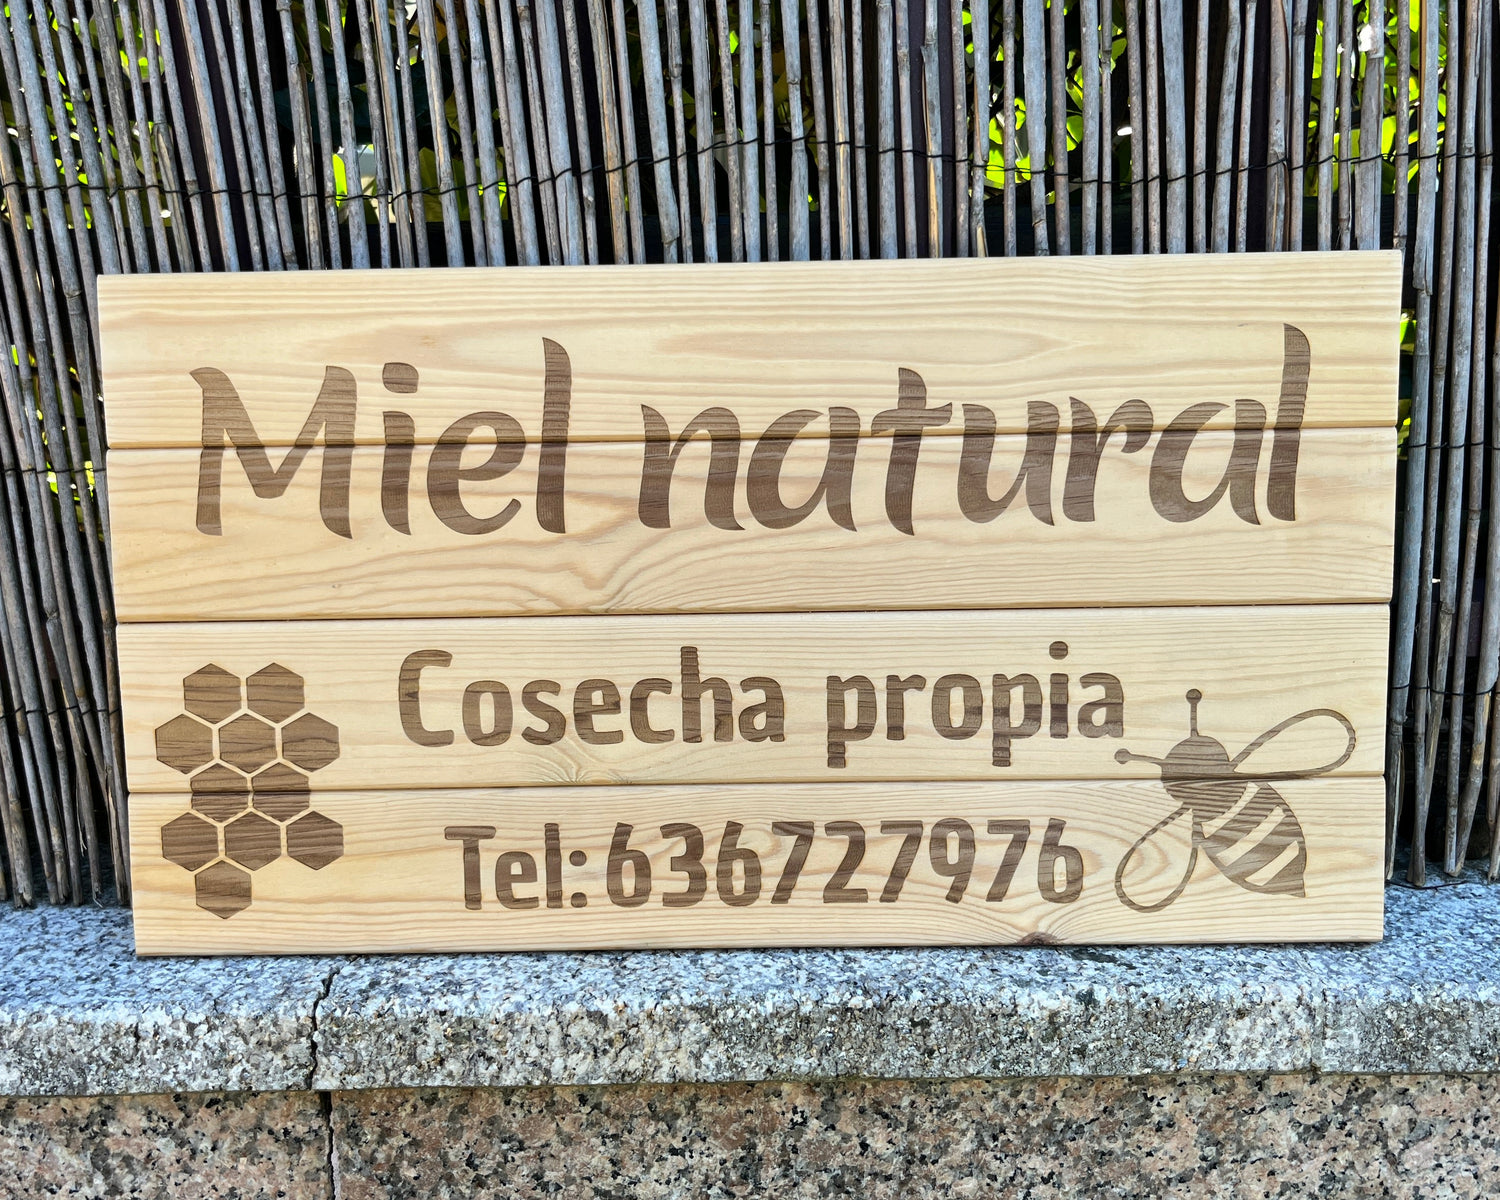 Miel natural
Cosecha propia
Tel: 636727976